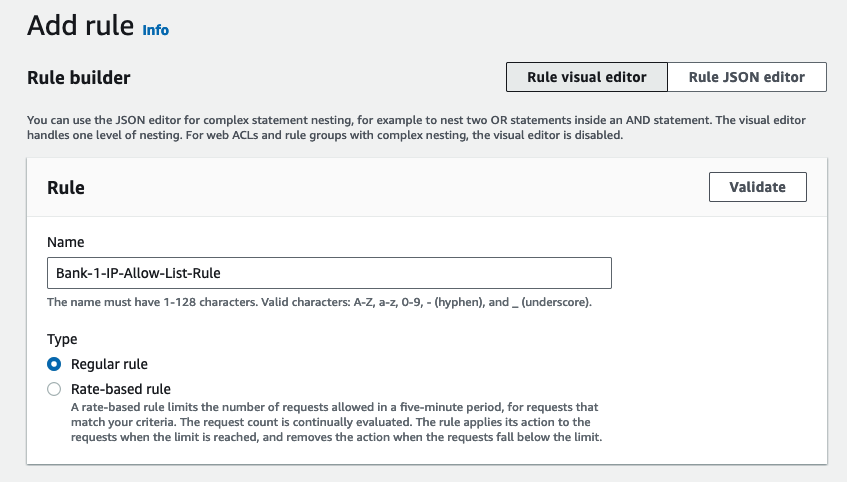 Add rule Info
Rule builder
Rule visual editor
Rule JSON editor
You can use the JSON editor for complex statement nesting, for example to nest two OR statements inside an AND statement. The visual editor
handles one level of nesting. For web ACLs and rule groups with complex nesting, the visual editor is disabled.
Rule
Validate
Name
Bank-1-IP-Allow-List-Rule
The name must have 1-128 characters. Valid characters: A-Z, a-z, 0-9, - (hyphen), and _ (underscore).
Type
Regular rule
Rate-based rule
A rate-based rule limits the number of requests allowed in a five-minute period, for requests that
match your criteria. The request count is continually evaluated. The rule applies its action to the
requests when the limit is reached, and removes the action when the requests fall below the limit.